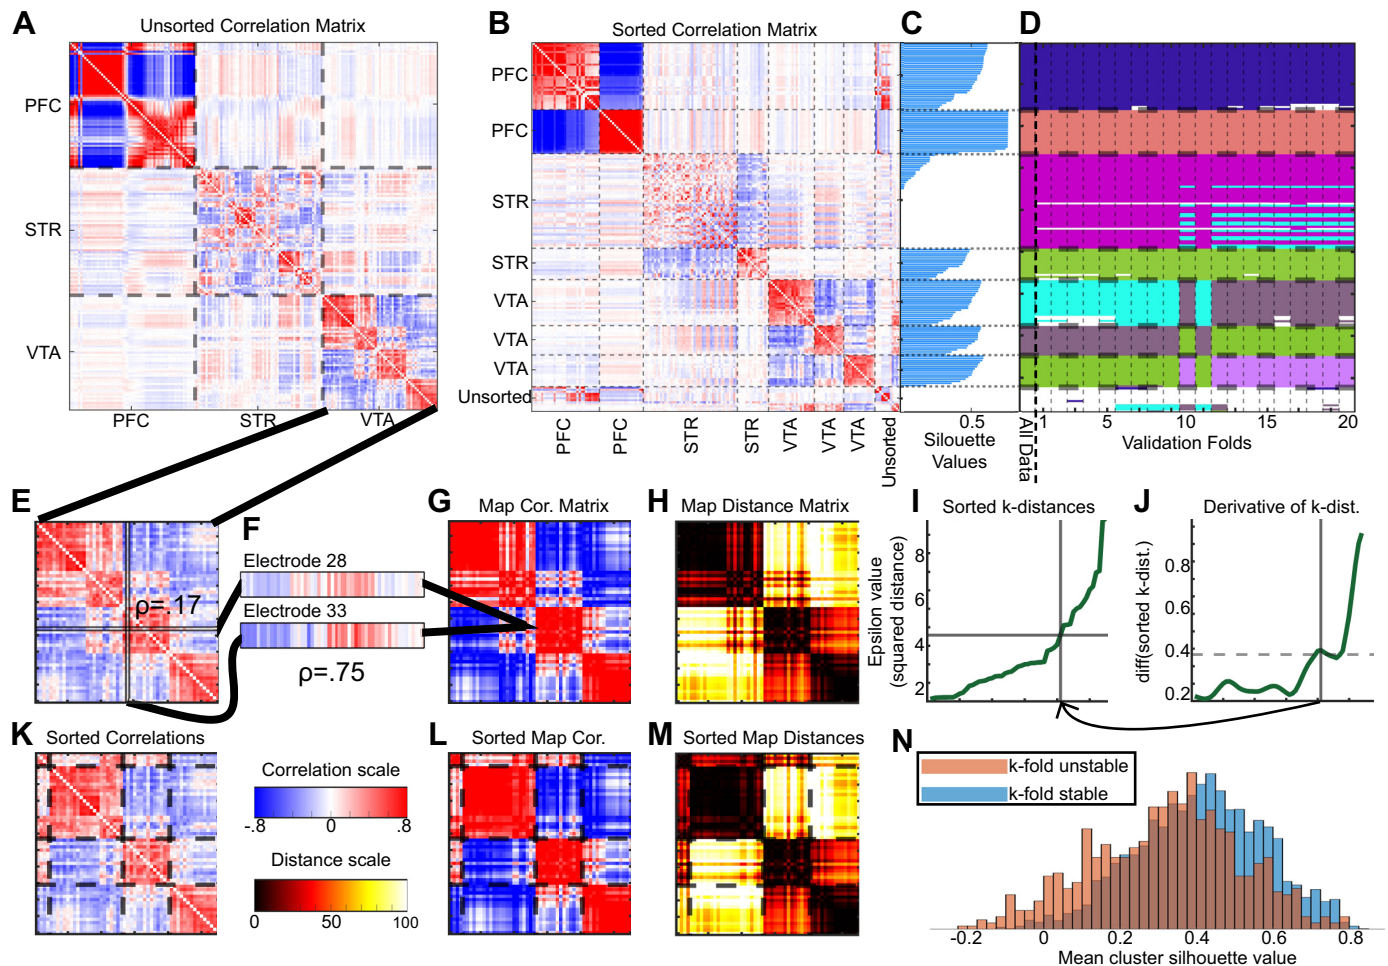 A
Unsorted Correlation Matrix
PFC
STR
VTA
PFC
STR
VTA
B
Sorted Correlation Matrix
PFC
PFC
STR
STR
VTA
VTA
VTA
Unsorted
PFC
PFC
STR
STR
VTA
VTA
VTA
Unsorted
C
0.5
Silouette
Values
D
All Data
1 5 10 15 20
Validation Folds
E
ρ=.17
F
Electrode 28
Electrode 33
ρ=.75
G
Map Cor. Matrix
H
Map Distance Matrix
I
Sorted k-distances
Epsilon value
(squared distance)
8
6
4
2
J
Derivative of k-dist.
diff(sorted k-dist.)
0.8
0.6
0.4
0.2
K
Sorted Correlations
Correlation scale
-.8 0 .8
Distance scale
0 50 100
L
Sorted Map Cor.
M
Sorted Map Distances
N
k-fold unstable
k-fold stable
-0.2 0 0.2 0.4 0.6 0.8
Mean cluster silhouette value